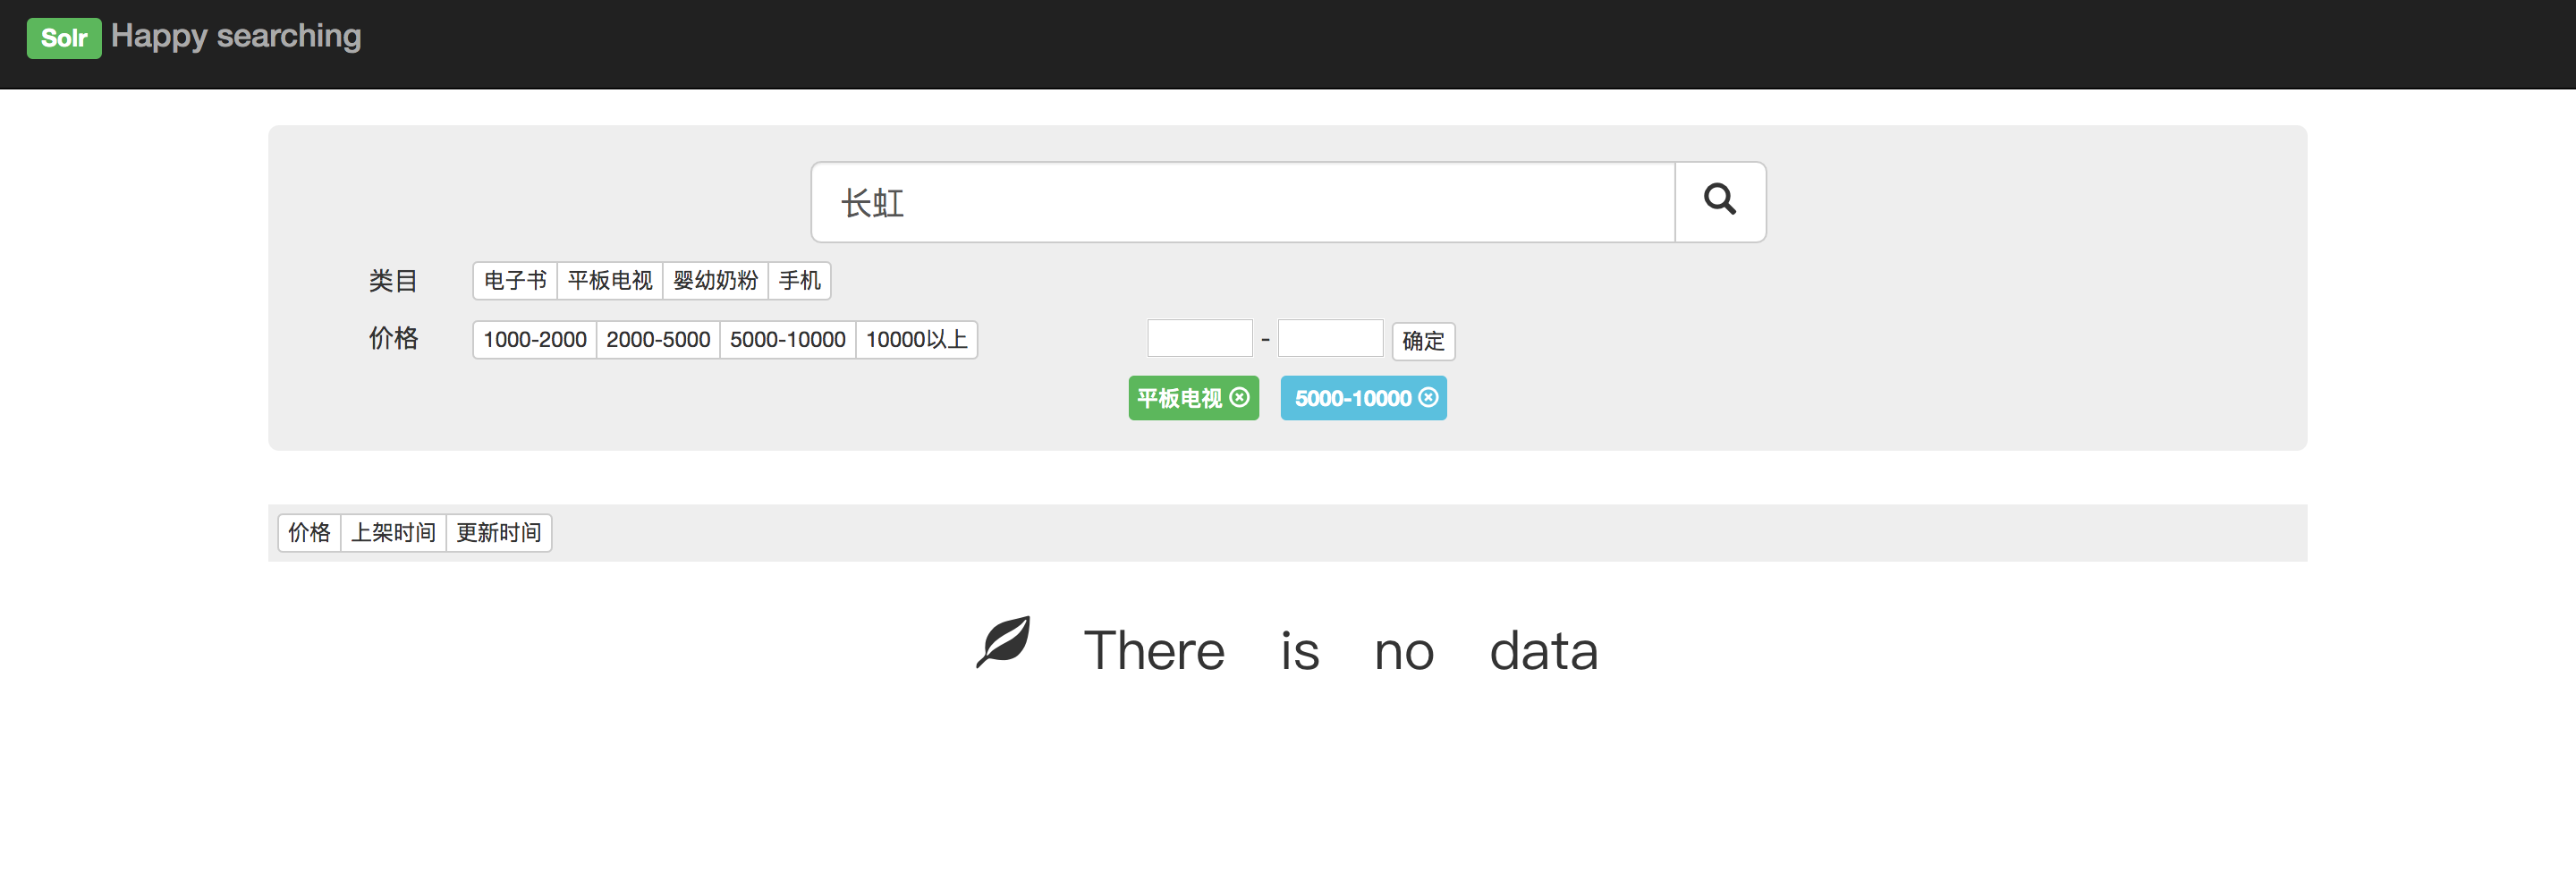 Solr Happy searching
长虹
类目 电子书 平板电视 婴幼奶粉 手机
价格 1000-2000 2000-5000 5000-10000 10000以上 - 确定
平板电视 5000-10000
价格 上架时间 更新时间
There is no data